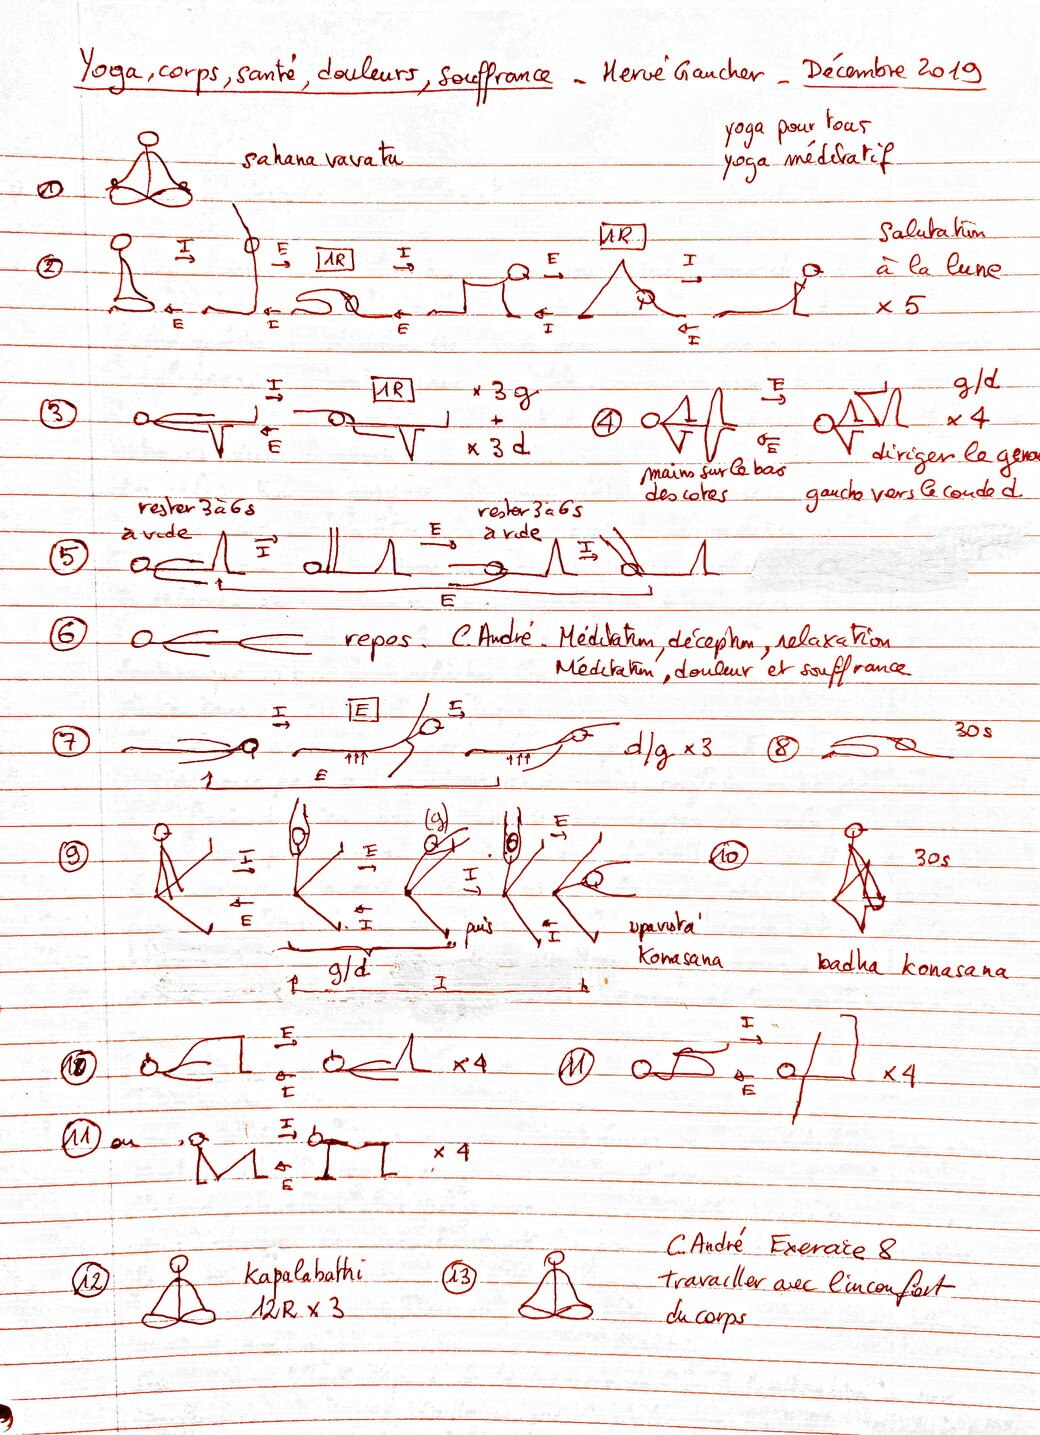 Yoga, corps, santé, douleurs, souffrance - Hervé Gaucher - Décembre 2019
yoga pour tous
yoga méditatif
① sahana vavatu
② I E 1R I E 1R I
E I E I I
Salutation
à la lune
x 5
③ I E 1R
x 3 g
+
x 3 d
④ E E
g/d
x 4
mains sur le bas
des cotes
diriger le genou
gauche vers le coude d
⑤ rester 3 à 6 s
à vide
I E
rester 3 à 6 s
à vide
I
E
⑥ repos. C. André. Méditation, déception, relaxation
Méditation, douleur et souffrance
⑦ I E I
E
d/g x 3
⑧ 30s
⑨ I E (g) I E
E I puis I
g/d
I
upavista
Konasana
⑩ 30s
badha konasana
⑩ E I x 4
⑪ I E x 4
⑪ ou I E x 4
⑫ Kapalabathi
12R x 3
⑬ C. André Exercice 8
travailler avec l'inconfort
du corps